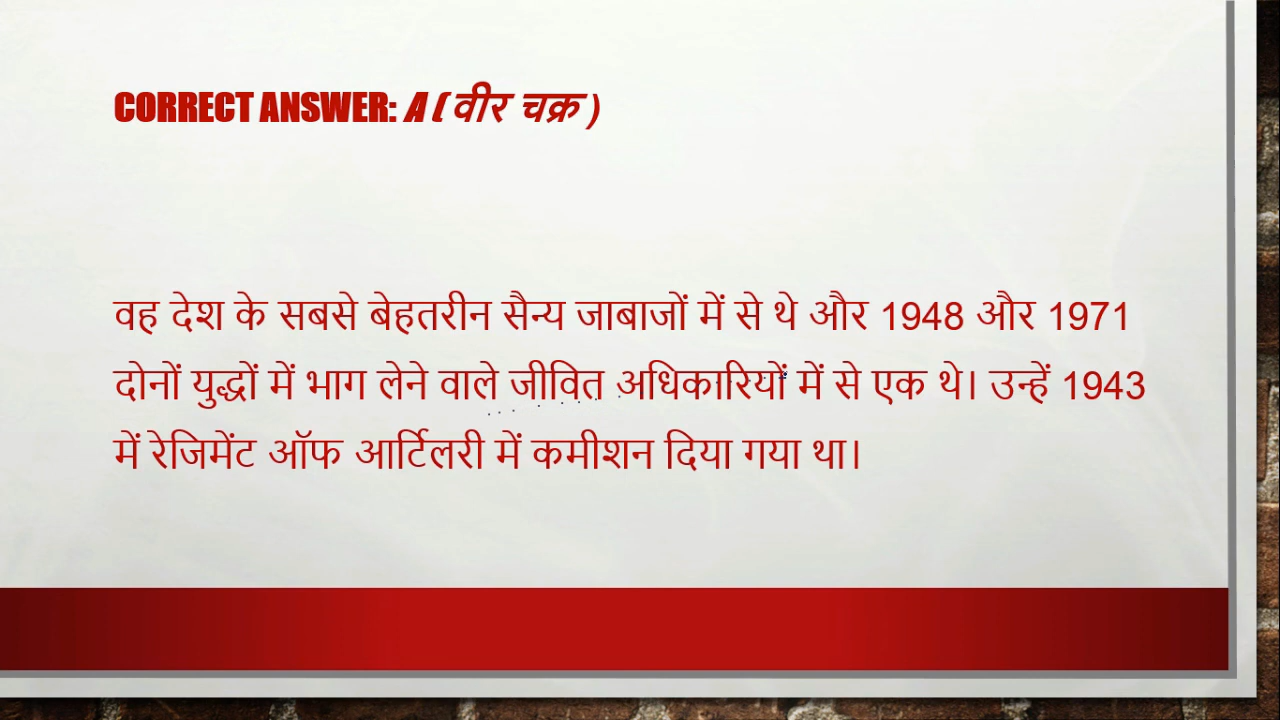 CORRECT ANSWER: A ( वीर चक्र )
वह देश के सबसे बेहतरीन सैन्य जाबाजों में से थे और 1948 और 1971
दोनों युद्धों में भाग लेने वाले जीवित अधिकारियों में से एक थे। उन्हें 1943
में रेजिमेंट ऑफ आर्टिलरी में कमीशन दिया गया था।